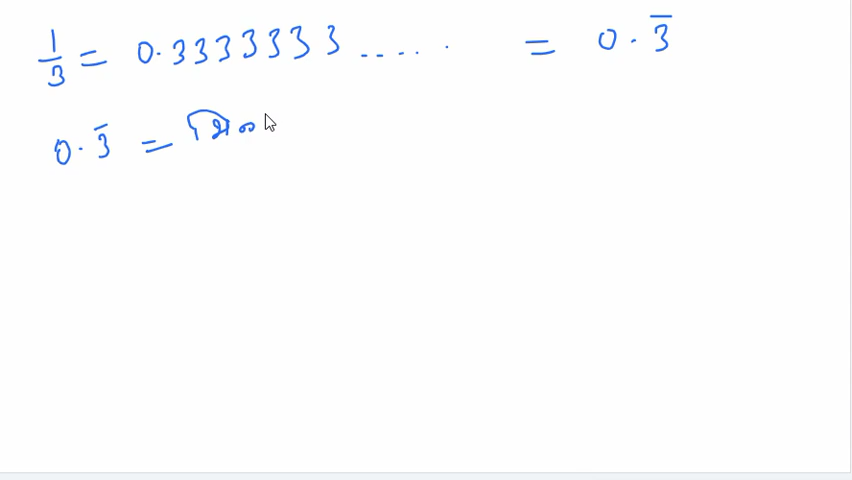 1/3 = 0.3333333 ..... = 0.3̅
0.3̅ =